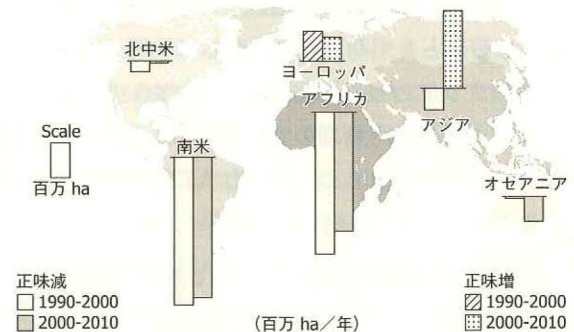 北中米
ヨーロッパ
アフリカ
アジア
Scale
百万 ha
南米
オセアニア
正味減
1990-2000
2000-2010
(百万 ha/年)
正味増
1990-2000
2000-2010